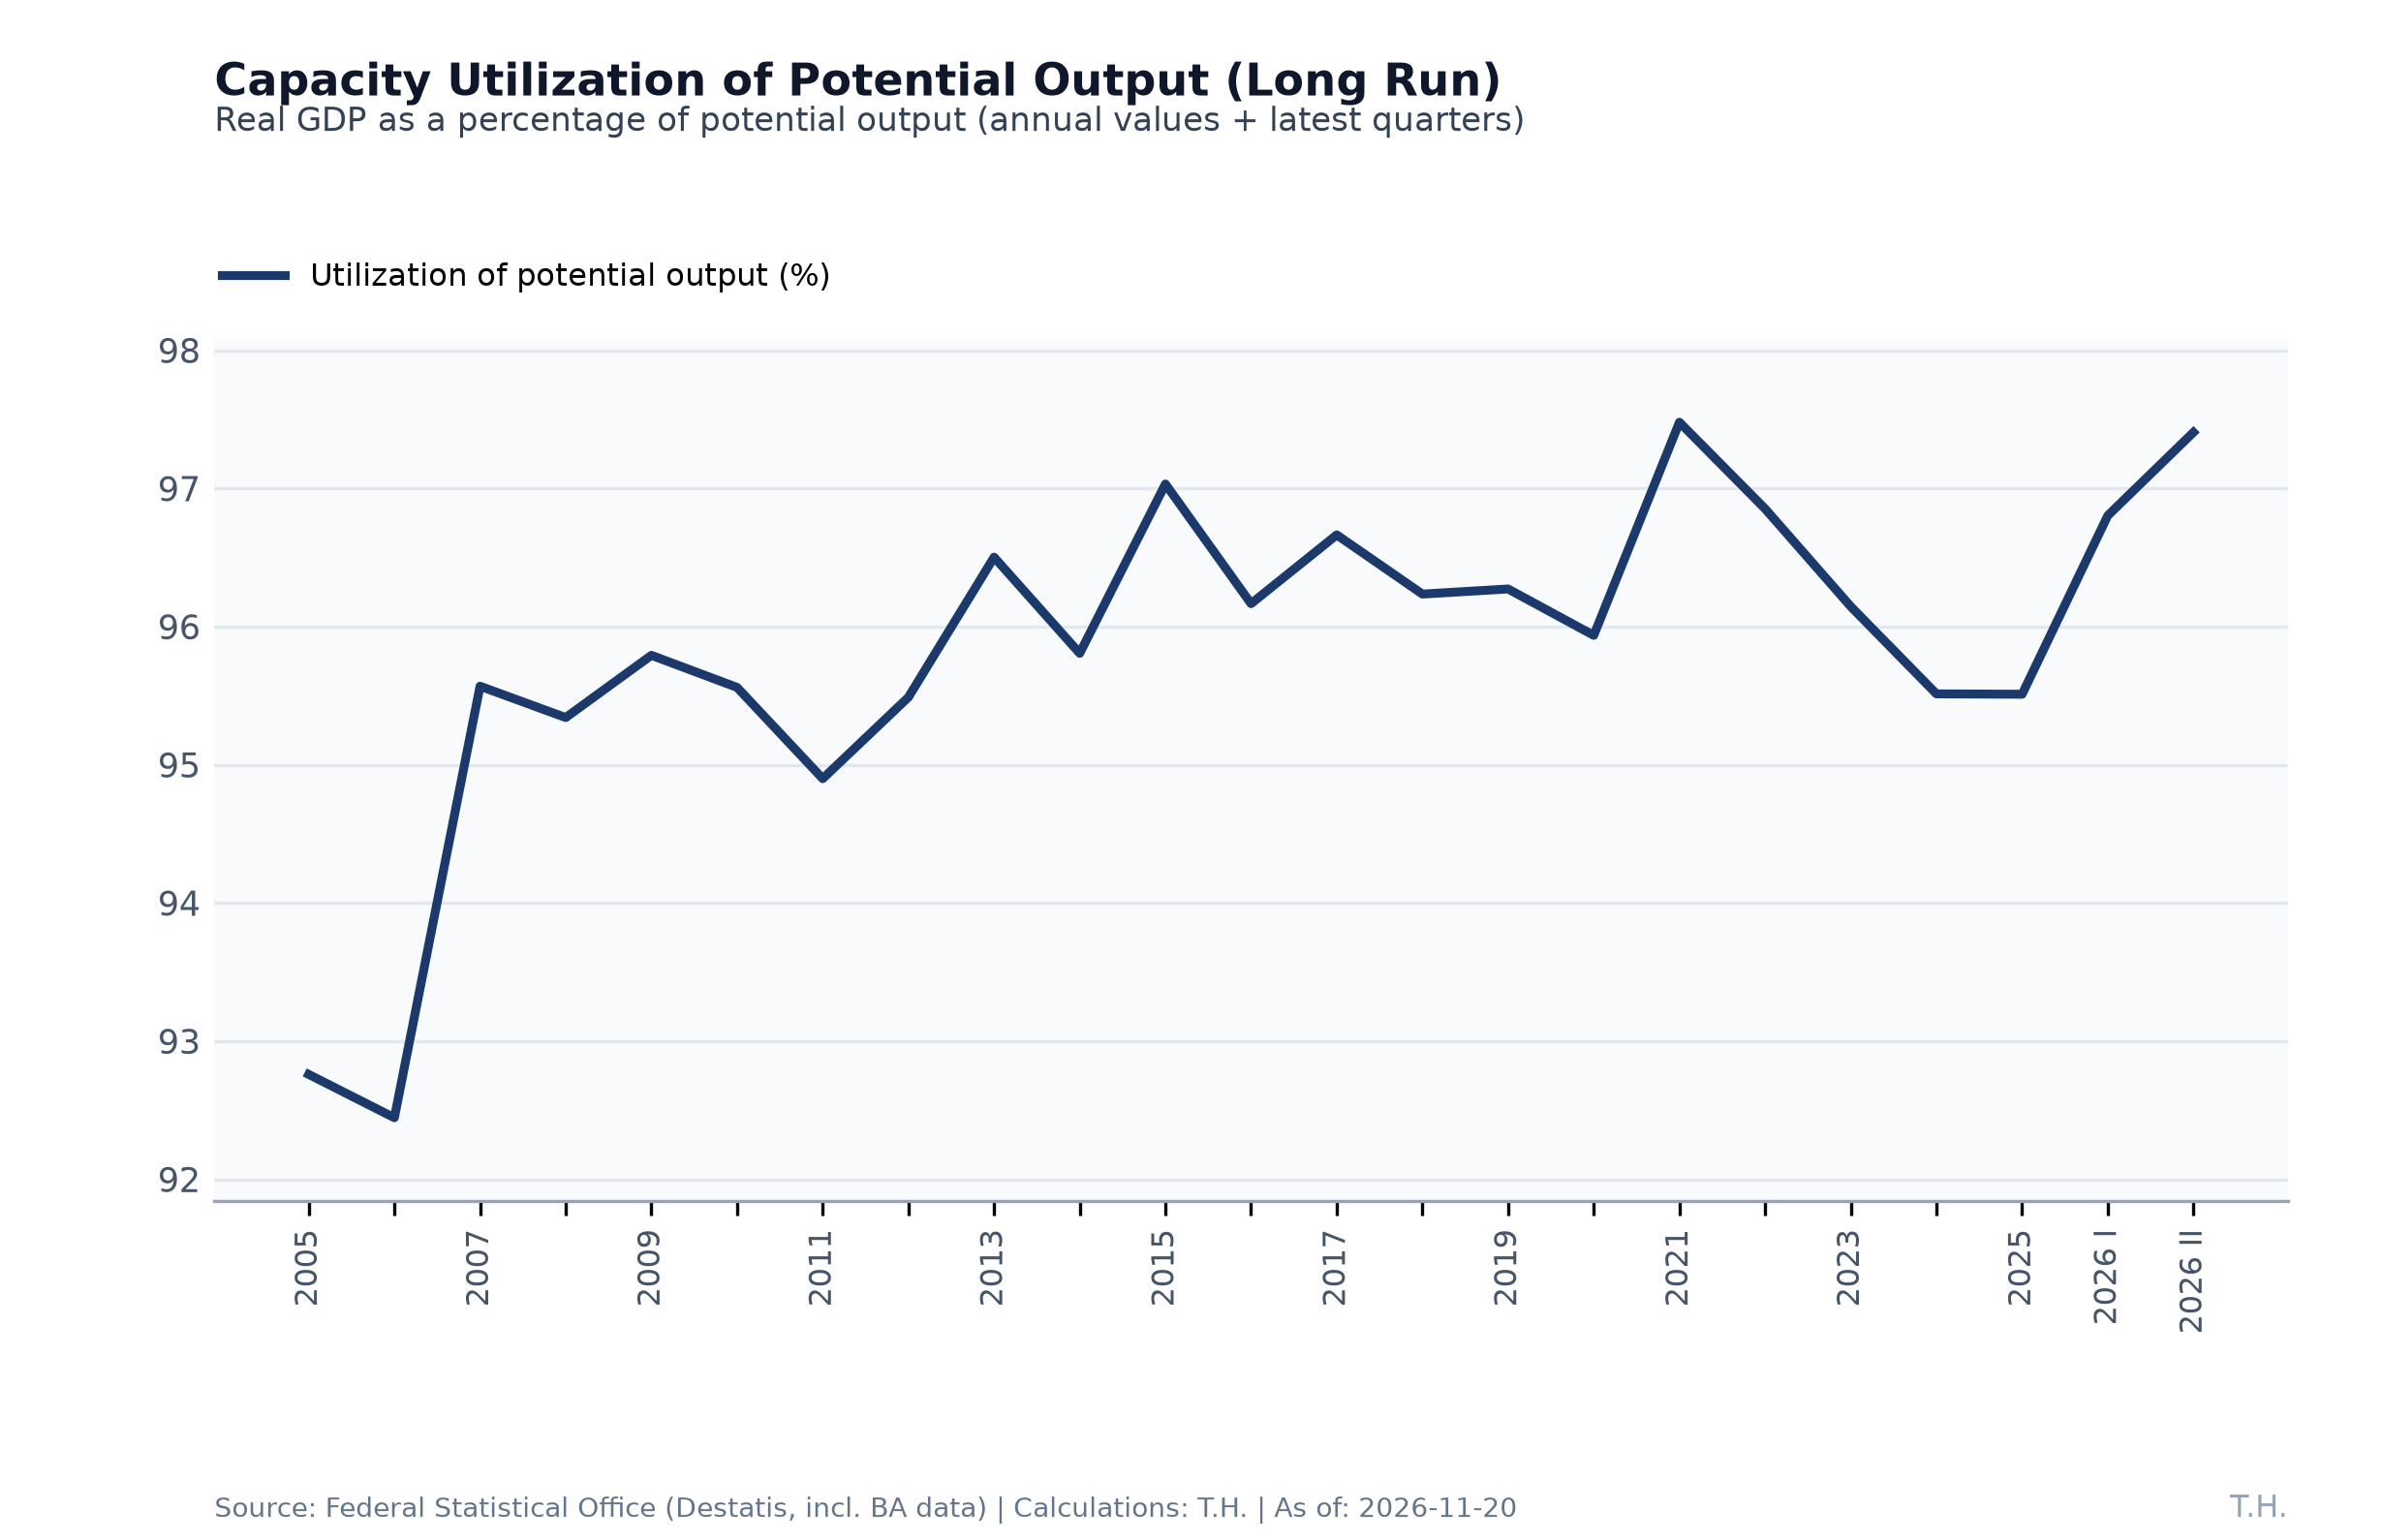 Capacity Utilization of Potential Output (Long Run)
Real GDP as a percentage of potential output (annual values + latest quarters)
Utilization of potential output (%)
98
97
96
95
94
93
92
2005
2007
2009
2011
2013
2015
2017
2019
2021
2023
2025
2026 I
2026 II
Source: Federal Statistical Office (Destatis, incl. BA data) | Calculations: T.H. | As of: 2026-11-20
T.H.